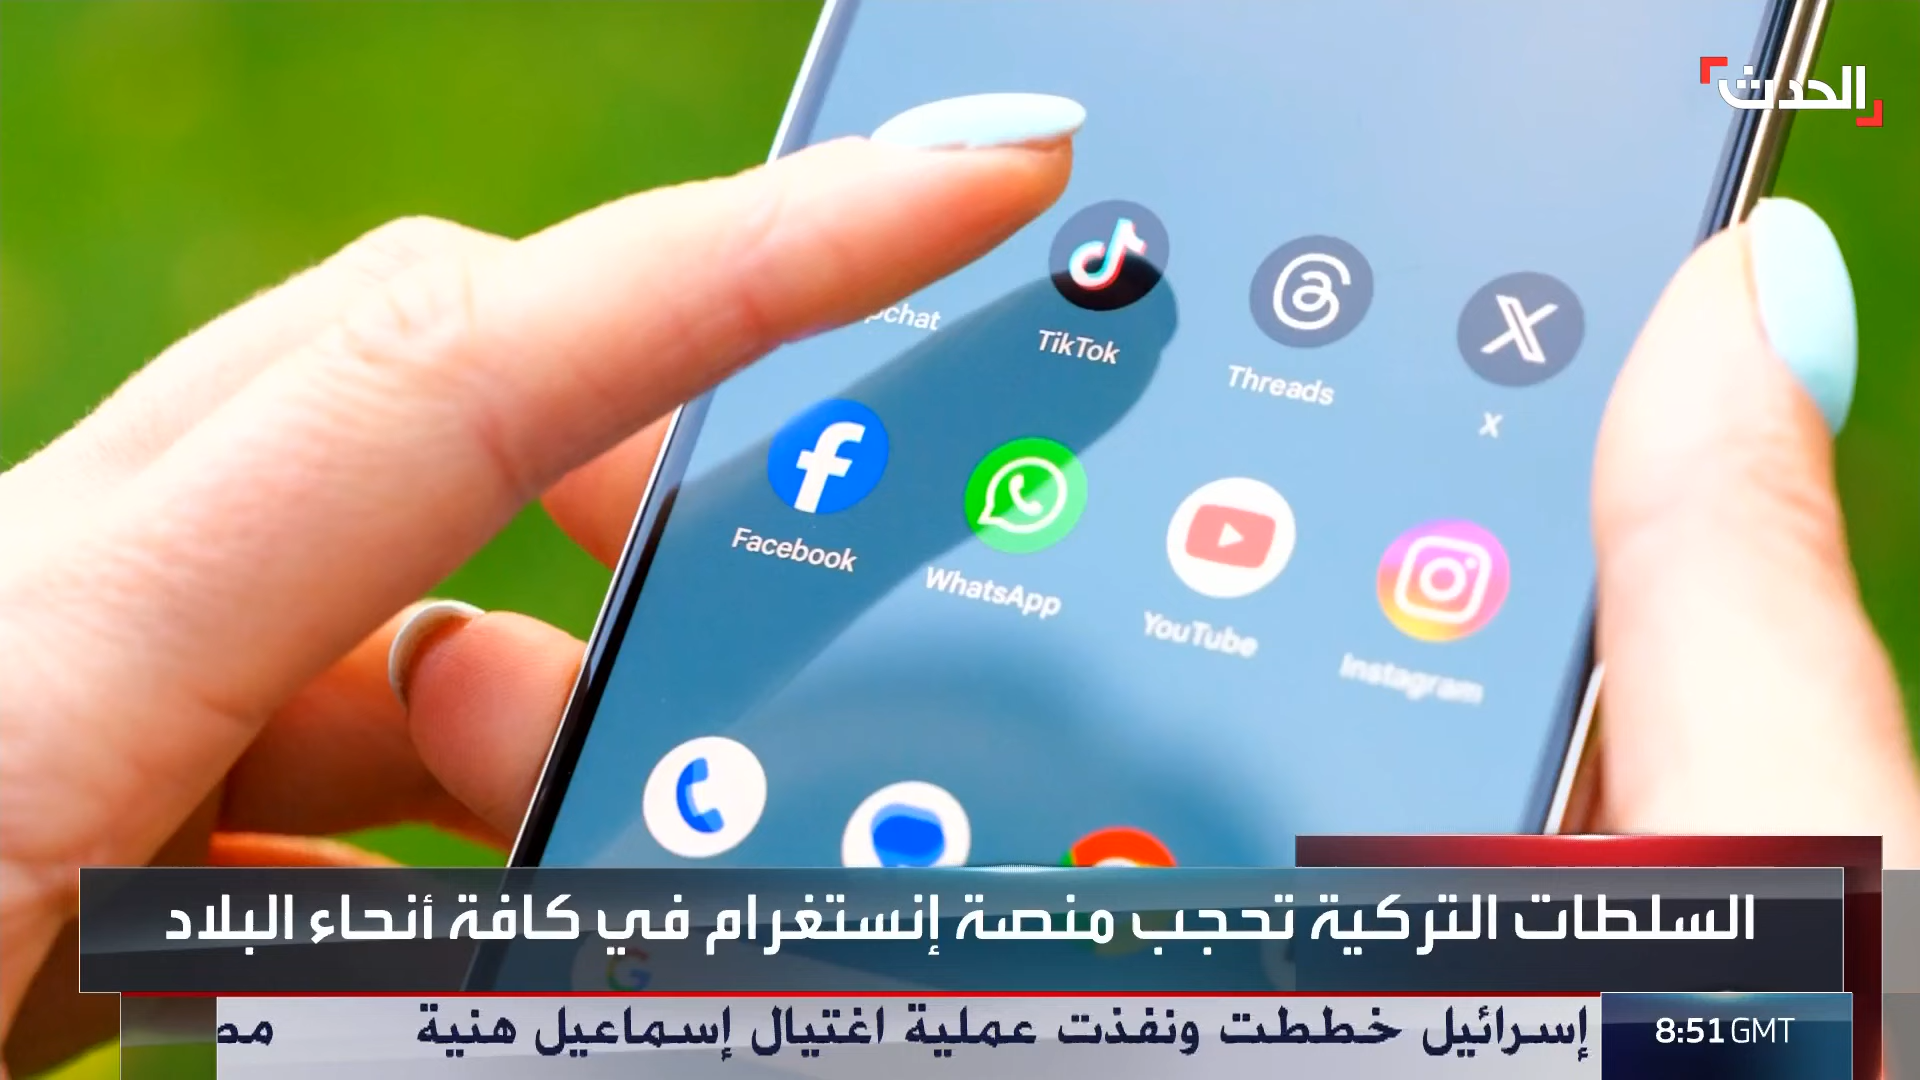 الحدث
TikTok
Threads
X
Facebook
WhatsApp
YouTube
Instagram
السلطات التركية تحجب منصة إنستغرام في كافة أنحاء البلاد
إسرائيل خططت ونفذت عملية اغتيال إسماعيل هنية
8:51 GMT